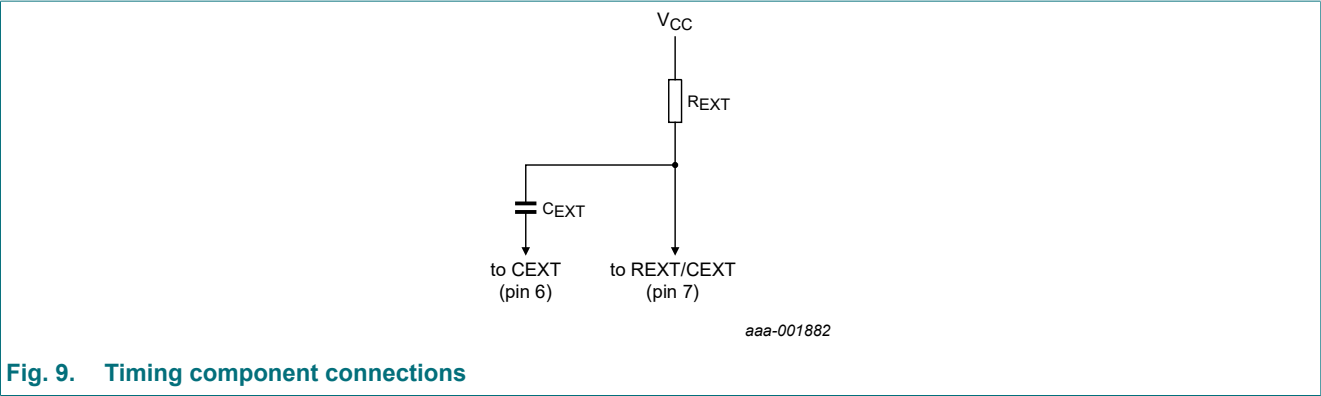 VCC
REXT
CEXT
to CEXT
(pin 6)
to REXT/CEXT
(pin 7)
aaa-001882
Fig. 9. Timing component connections